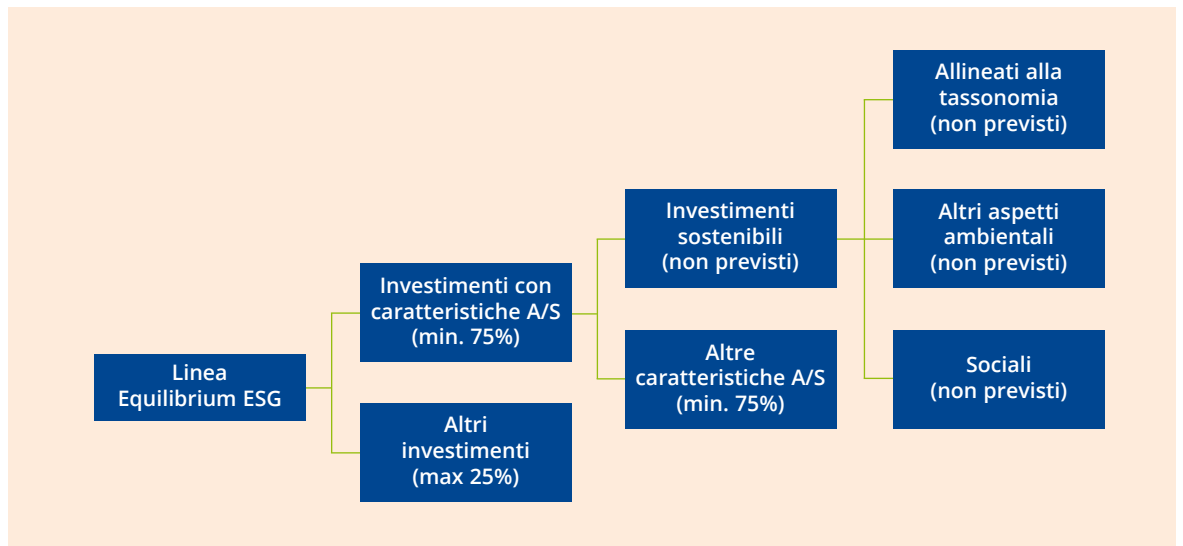 Linea
Equilibrium ESG
Investimenti con
caratteristiche A/S
(min. 75%)
Altri
investimenti
(max 25%)
Investimenti
sostenibili
(non previsti)
Altre
caratteristiche A/S
(min. 75%)
Allineati alla
tassonomia
(non previsti)
Altri aspetti
ambientali
(non previsti)
Sociali
(non previsti)